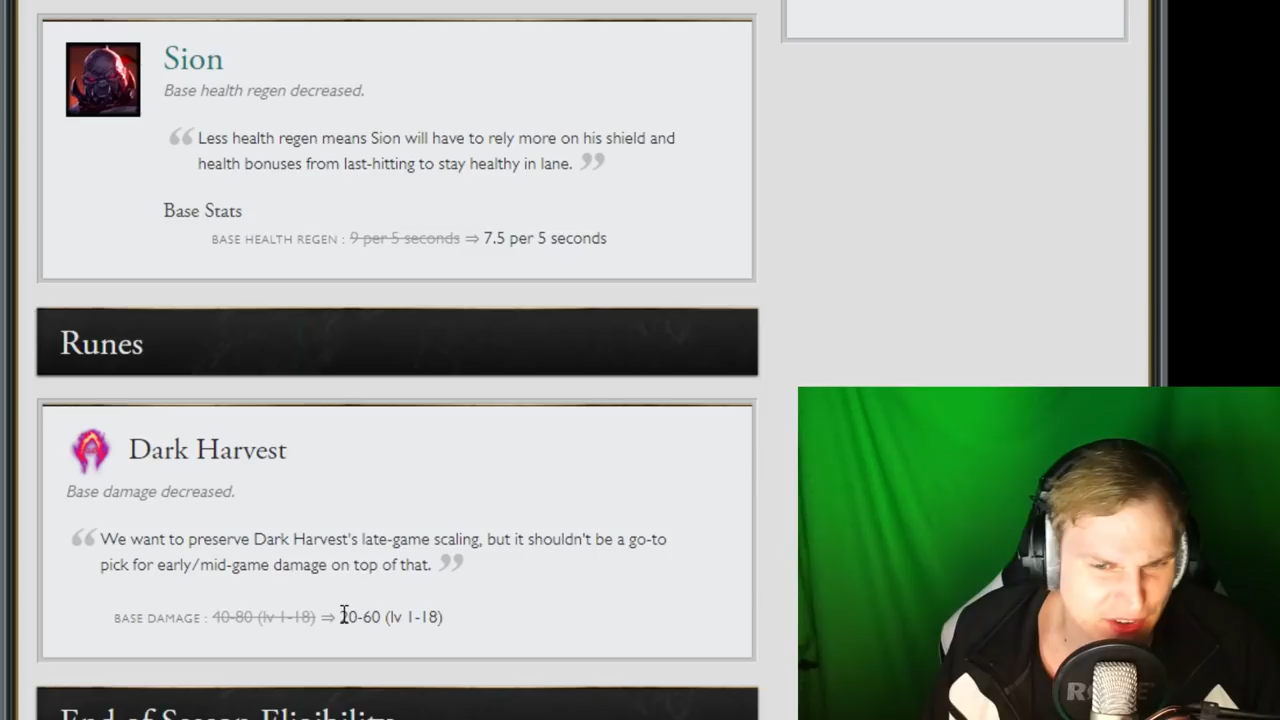 Sion
Base health regen decreased.
“ Less health regen means Sion will have to rely more on his shield and
health bonuses from last-hitting to stay healthy in lane. ”
Base Stats
BASE HEALTH REGEN : 9 per 5 seconds ⇒ 7.5 per 5 seconds
Runes
Dark Harvest
Base damage decreased.
“ We want to preserve Dark Harvest's late-game scaling, but it shouldn't be a go-to
pick for early/mid-game damage on top of that. ”
BASE DAMAGE : 40-80 (lv 1-18) ⇒ 20-60 (lv 1-18)
End of Season Eligibility